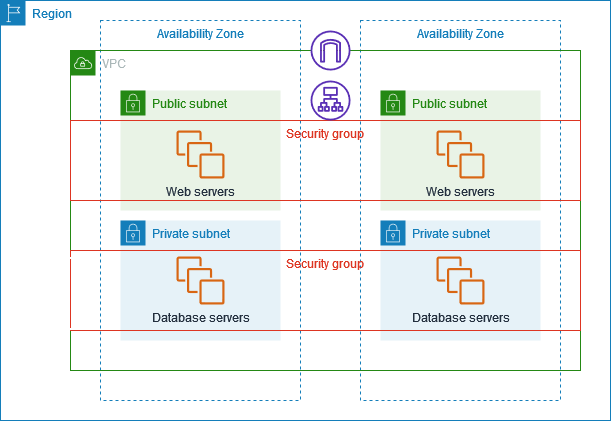 Region
Availability Zone
Availability Zone
VPC
Public subnet
Public subnet
Security group
Web servers
Web servers
Private subnet
Private subnet
Security group
Database servers
Database servers